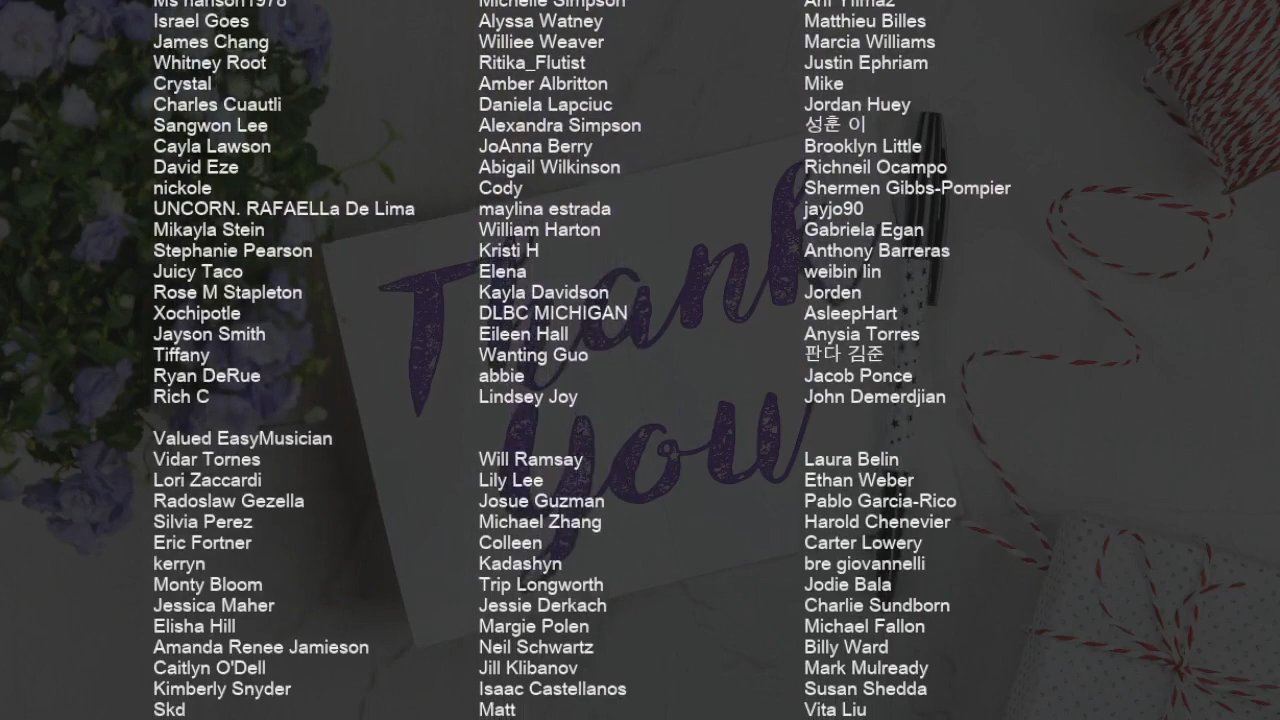 Israel Goes
Alyssa Watney
Matthieu Billes
James Chang
Williee Weaver
Marcia Williams
Whitney Root
Ritika_Flutist
Justin Ephriam
Crystal
Amber Albritton
Mike
Charles Cuautli
Daniela Lapciuc
Jordan Huey
Sangwon Lee
Alexandra Simpson
성훈 이
Cayla Lawson
JoAnna Berry
Brooklyn Little
David Eze
Abigail Wilkinson
Richneil Ocampo
nickole
Cody
Shermen Gibbs-Pompier
UNCORN. RAFAELLa De Lima
maylina estrada
jayjo90
Mikayla Stein
William Harton
Gabriela Egan
Stephanie Pearson
Kristi H
Anthony Barreras
Juicy Taco
Elena
weibin lin
Rose M Stapleton
Kayla Davidson
Jorden
Xochipotle
DLBC MICHIGAN
AsleepHart
Jayson Smith
Eileen Hall
Anysia Torres
Tiffany
Wanting Guo
판다 김준
Ryan DeRue
abbie
Jacob Ponce
Rich C
Lindsey Joy
John Demerdjian
Valued EasyMusician
Vidar Tornes
Will Ramsay
Laura Belin
Lori Zaccardi
Lily Lee
Ethan Weber
Radoslaw Gezella
Josue Guzman
Pablo Garcia-Rico
Silvia Perez
Michael Zhang
Harold Chenevier
Eric Fortner
Colleen
Carter Lowery
kerryn
Kadashyn
bre giovannelli
Monty Bloom
Trip Longworth
Jodie Bala
Jessica Maher
Jessie Derkach
Charlie Sundborn
Elisha Hill
Margie Polen
Michael Fallon
Amanda Renee Jamieson
Neil Schwartz
Billy Ward
Caitlyn O'Dell
Jill Klibanov
Mark Mulready
Kimberly Snyder
Isaac Castellanos
Susan Shedda
Skd
Matt
Vita Liu
Thank
you